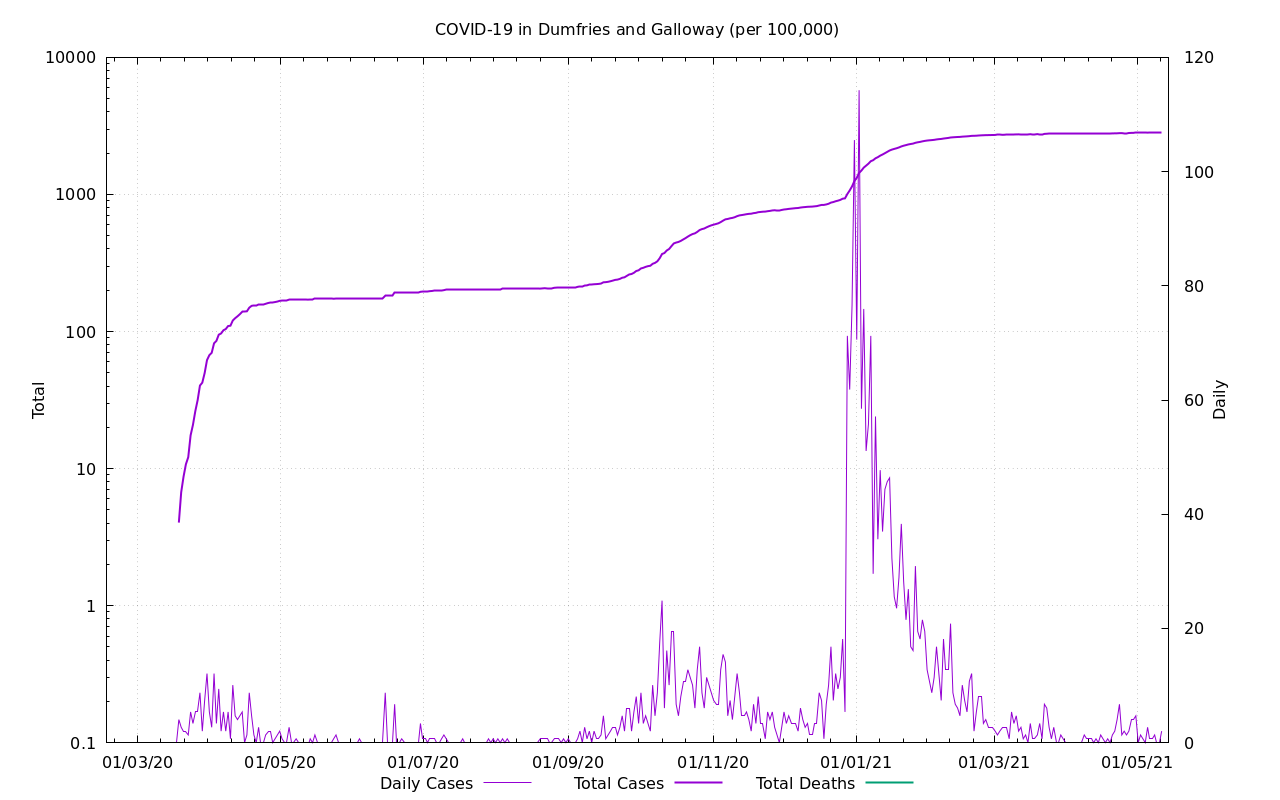 COVID-19 in Dumfries and Galloway (per 100,000)
10000
1000
100
10
1
0.1
Total
120
100
80
60
40
20
0
Daily
01/03/20 01/05/20 01/07/20 01/09/20 01/11/20 01/01/21 01/03/21 01/05/21
Daily Cases Total Cases Total Deaths